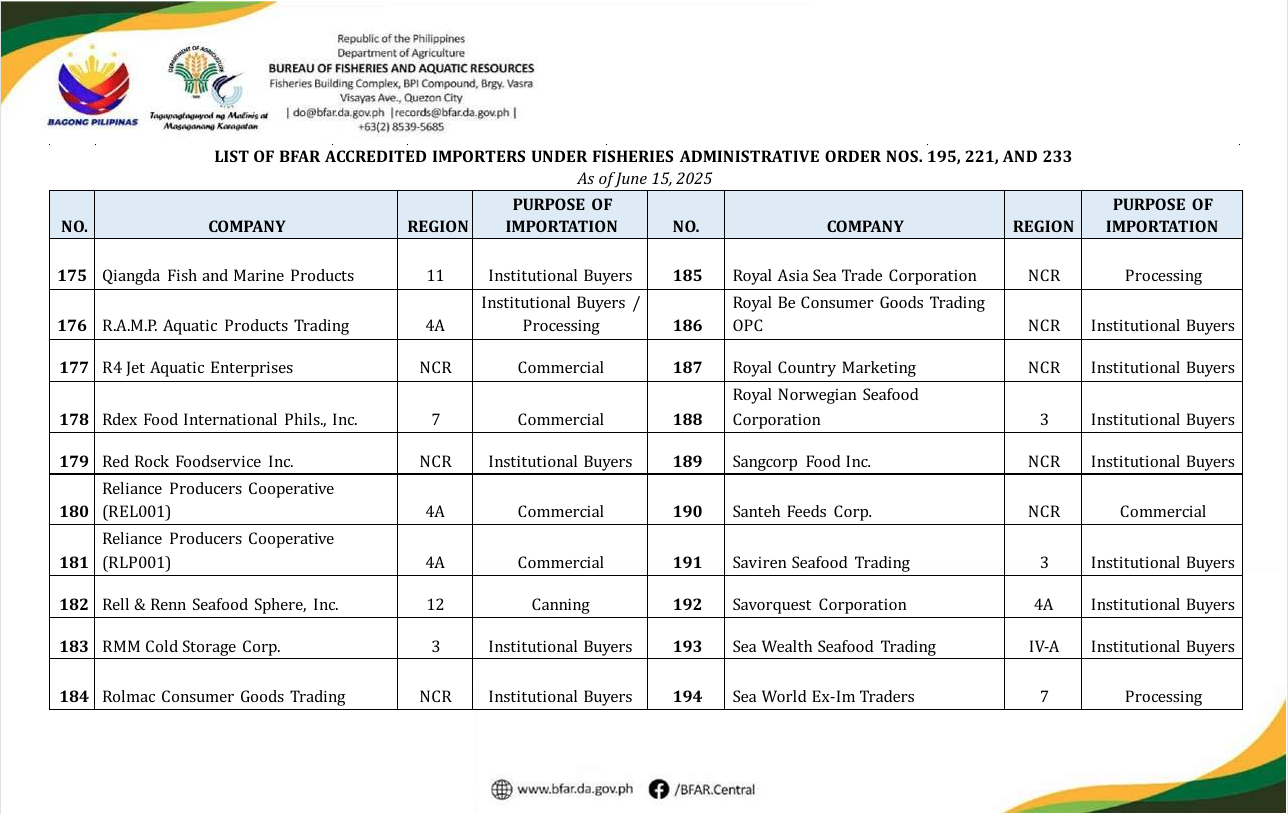 Republic of the Philippines
Department of Agriculture
BUREAU OF FISHERIES AND AQUATIC RESOURCES
Fisheries Building Complex, BPI Compound, Brgy. Vasra
Visayas Ave., Quezon City
| do@bfar.da.gov.ph |records@bfar.da.gov.ph |
+63(2) 8539-5685
BAGONG PILIPINAS
DEPARTMENT OF AGRICULTURE
Tagapagtaguyod ng Malinis at
Masaganang Karagatan
LIST OF BFAR ACCREDITED IMPORTERS UNDER FISHERIES ADMINISTRATIVE ORDER NOS. 195, 221, AND 233
As of June 15, 2025
NO. COMPANY REGION PURPOSE OF IMPORTATION NO. COMPANY REGION PURPOSE OF IMPORTATION
175 Qiangda Fish and Marine Products 11 Institutional Buyers 185 Royal Asia Sea Trade Corporation NCR Processing
176 R.A.M.P. Aquatic Products Trading 4A Institutional Buyers / Processing 186 Royal Be Consumer Goods Trading OPC NCR Institutional Buyers
177 R4 Jet Aquatic Enterprises NCR Commercial 187 Royal Country Marketing NCR Institutional Buyers
178 Rdex Food International Phils., Inc. 7 Commercial 188 Royal Norwegian Seafood Corporation 3 Institutional Buyers
179 Red Rock Foodservice Inc. NCR Institutional Buyers 189 Sangcorp Food Inc. NCR Institutional Buyers
180 Reliance Producers Cooperative (REL001) 4A Commercial 190 Santeh Feeds Corp. NCR Commercial
181 Reliance Producers Cooperative (RLP001) 4A Commercial 191 Saviren Seafood Trading 3 Institutional Buyers
182 Rell & Renn Seafood Sphere, Inc. 12 Canning 192 Savorquest Corporation 4A Institutional Buyers
183 RMM Cold Storage Corp. 3 Institutional Buyers 193 Sea Wealth Seafood Trading IV-A Institutional Buyers
184 Rolmac Consumer Goods Trading NCR Institutional Buyers 194 Sea World Ex-Im Traders 7 Processing
www.bfar.da.gov.ph /BFAR.Central